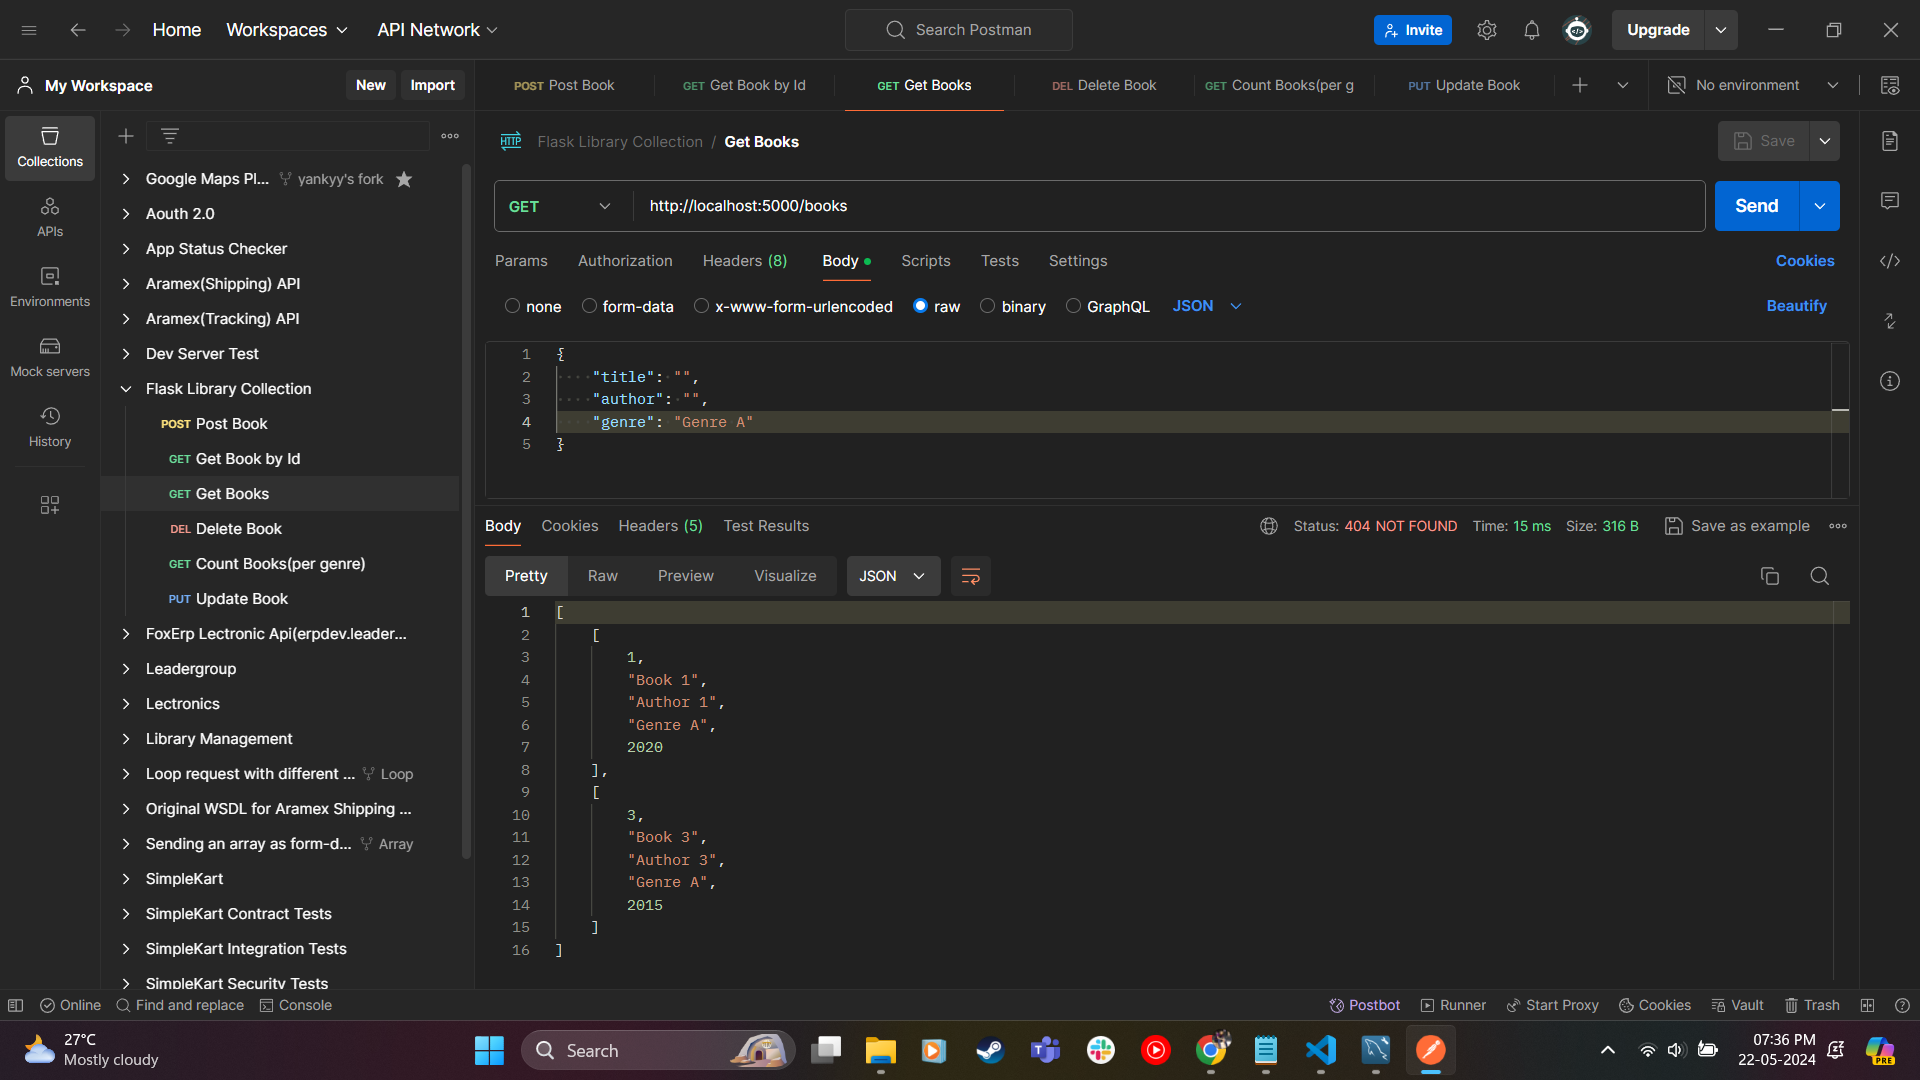 Home Workspaces API Network Search Postman Invite Upgrade
My Workspace New Import
POST Post Book GET Get Book by Id GET Get Books DEL Delete Book GET Count Books(per g PUT Update Book No environment
Collections
APIs
Environments
Mock servers
History
Google Maps Pl... yankyy's fork
Aouth 2.0
App Status Checker
Aramex(Shipping) API
Aramex(Tracking) API
Dev Server Test
Flask Library Collection
POST Post Book
GET Get Book by Id
GET Get Books
DEL Delete Book
GET Count Books(per genre)
PUT Update Book
FoxErp Lectronic Api(erpdev.leader...
Leadergroup
Lectronics
Library Management
Loop request with different ... Loop
Original WSDL for Aramex Shipping ...
Sending an array as form-d... Array
SimpleKart
SimpleKart Contract Tests
SimpleKart Integration Tests
SimpleKart Security Tests
HTTP Flask Library Collection / Get Books Save
GET http://localhost:5000/books Send
Params Authorization Headers (8) Body Scripts Tests Settings Cookies
none form-data x-www-form-urlencoded raw binary GraphQL JSON Beautify
1 {
2 ····"title":·"",
3 ····"author":·"",
4 ····"genre":·"Genre A"
5 }
Body Cookies Headers (5) Test Results Status: 404 NOT FOUND Time: 15 ms Size: 316 B Save as example
Pretty Raw Preview Visualize JSON
1 [
2 [
3 1,
4 "Book 1",
5 "Author 1",
6 "Genre A",
7 2020
8 ],
9 [
10 3,
11 "Book 3",
12 "Author 3",
13 "Genre A",
14 2015
15 ]
16 ]
Online Find and replace Console Postbot Runner Start Proxy Cookies Vault Trash
27°C
Mostly cloudy
Search
07:36 PM
22-05-2024
PRE